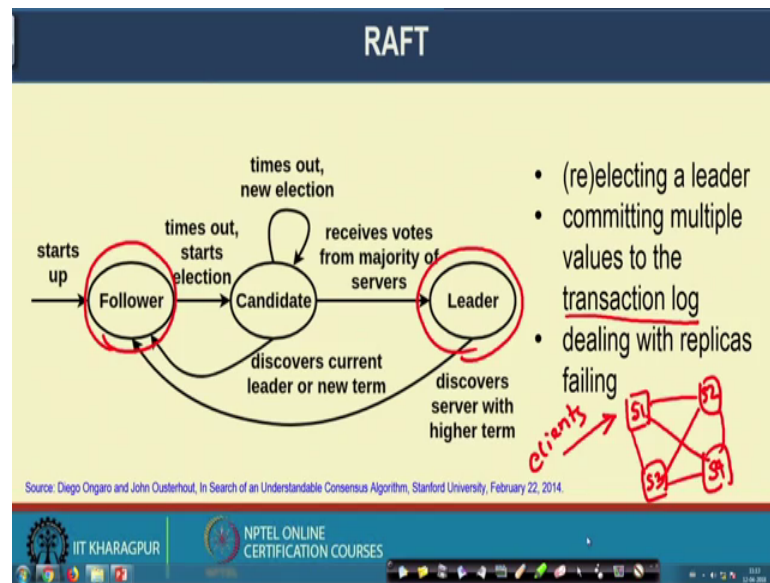 RAFT
times out,
new election
starts
up
times out,
starts
election
receives votes
from majority of
servers
Follower
Candidate
Leader
discovers current
leader or new term
discovers
server with
higher term
• (re)electing a leader
• committing multiple
values to the
transaction log
• dealing with replicas
failing
clients
S1
S2
S3
S4
Source: Diego Ongaro and John Ousterhout, In Search of an Understandable Consensus Algorithm, Stanford University, February 22, 2014.
IIT KHARAGPUR
NPTEL ONLINE
CERTIFICATION COURSES